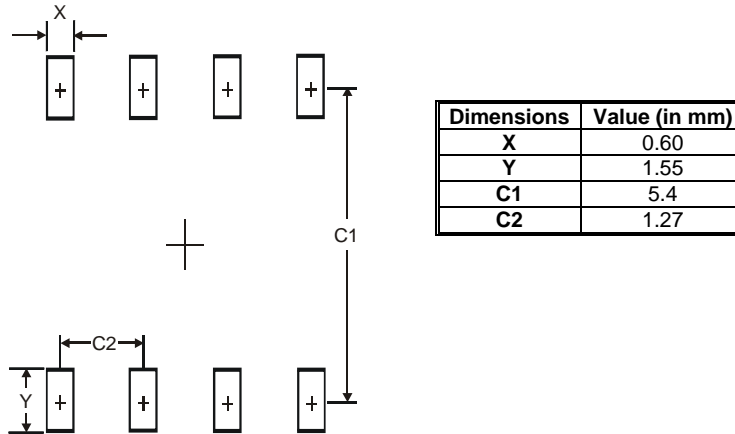 X
Dimensions Value (in mm)
X 0.60
Y 1.55
C1 5.4
C2 1.27
C1
C2
Y